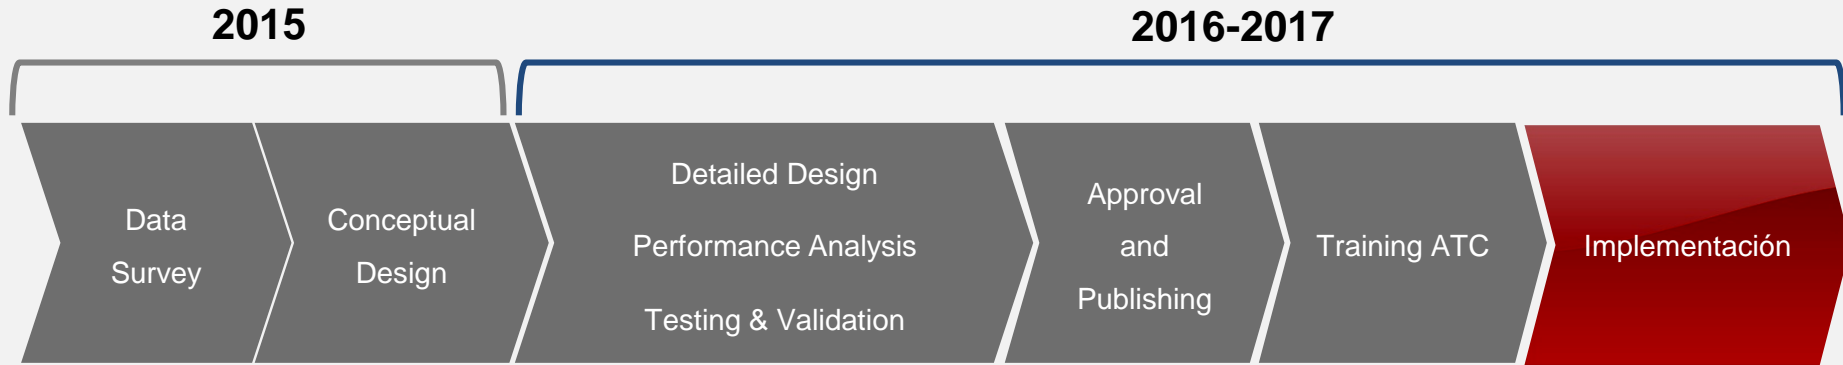 2015
2016-2017
Data
Survey
Conceptual
Design
Detailed Design
Performance Analysis
Testing & Validation
Approval
and
Publishing
Training ATC
Implementación